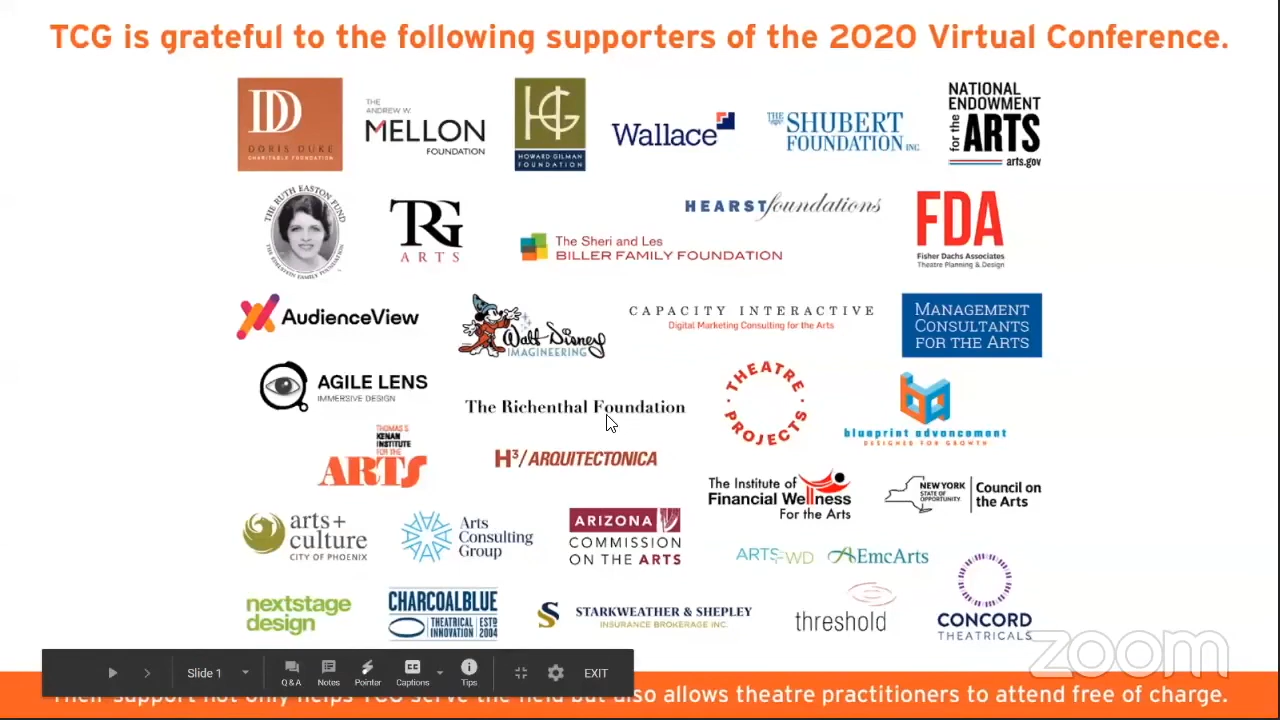 TCG is grateful to the following supporters of the 2020 Virtual Conference.
DD
DORIS DUKE
CHARITABLE FOUNDATION
THE
ANDREW W.
MELLON
FOUNDATION
HG
HOWARD GILMAN
FOUNDATION
Wallace
THE SHUBERT
FOUNDATION INC.
NATIONAL
ENDOWMENT
for the ARTS
arts.gov
THE RUTH EASTON FUND
TRG
ARTS
The Sheri and Les
BILLER FAMILY FOUNDATION
HEARST foundations
FDA
Fisher Dachs Associates
Theatre Planning & Design
AudienceView
Walt Disney
IMAGINEERING
CAPACITY INTERACTIVE
Digital Marketing Consulting for the Arts
MANAGEMENT
CONSULTANTS
FOR THE ARTS
AGILE LENS
IMMERSIVE DESIGN
The Richenthal Foundation
THEATRE
PROJECTS
blueprint advancement
DESIGNED FOR GROWTH
THOMAS S.
KENAN
INSTITUTE
FOR THE
ARTS
H3/ARQUITECTONICA
The Institute of
Financial Wellness
For the Arts
NEW YORK
STATE OF
OPPORTUNITY
Council on
the Arts
arts+
culture
CITY OF PHOENIX
Arts
Consulting
Group
ARIZONA
COMMISSION
ON THE ARTS
ARTSFWD
EmcArts
nextstage
design
CHARCOALBLUE
THEATRICAL
INNOVATION
ESTD
2004
STARKWEATHER & SHEPLEY
INSURANCE BROKERAGE INC.
threshold
CONCORD
THEATRICALS
zoom
Slide 1
Q&A
Notes
Pointer
CC
Captions
Tips
EXIT
also allows theatre practitioners to attend free of charge.